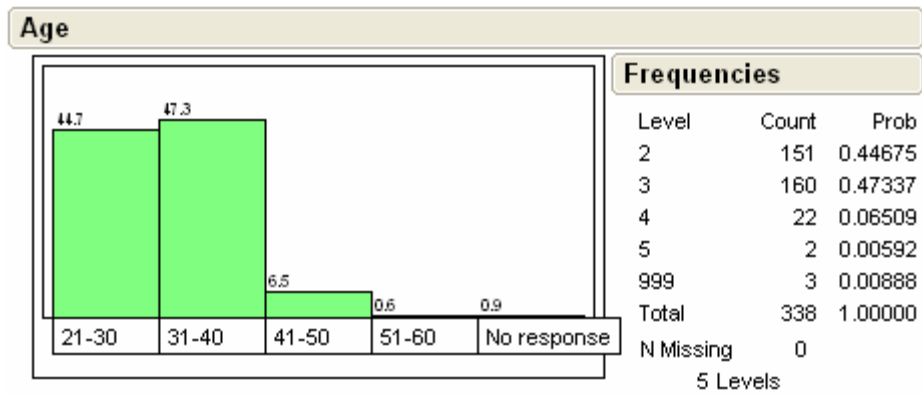 Age
44.7
47.3
6.5
0.6
0.9
21-30 31-40 41-50 51-60 No response
Frequencies
Level Count Prob
2 151 0.44675
3 160 0.47337
4 22 0.06509
5 2 0.00592
999 3 0.00888
Total 338 1.00000
N Missing 0
5 Levels